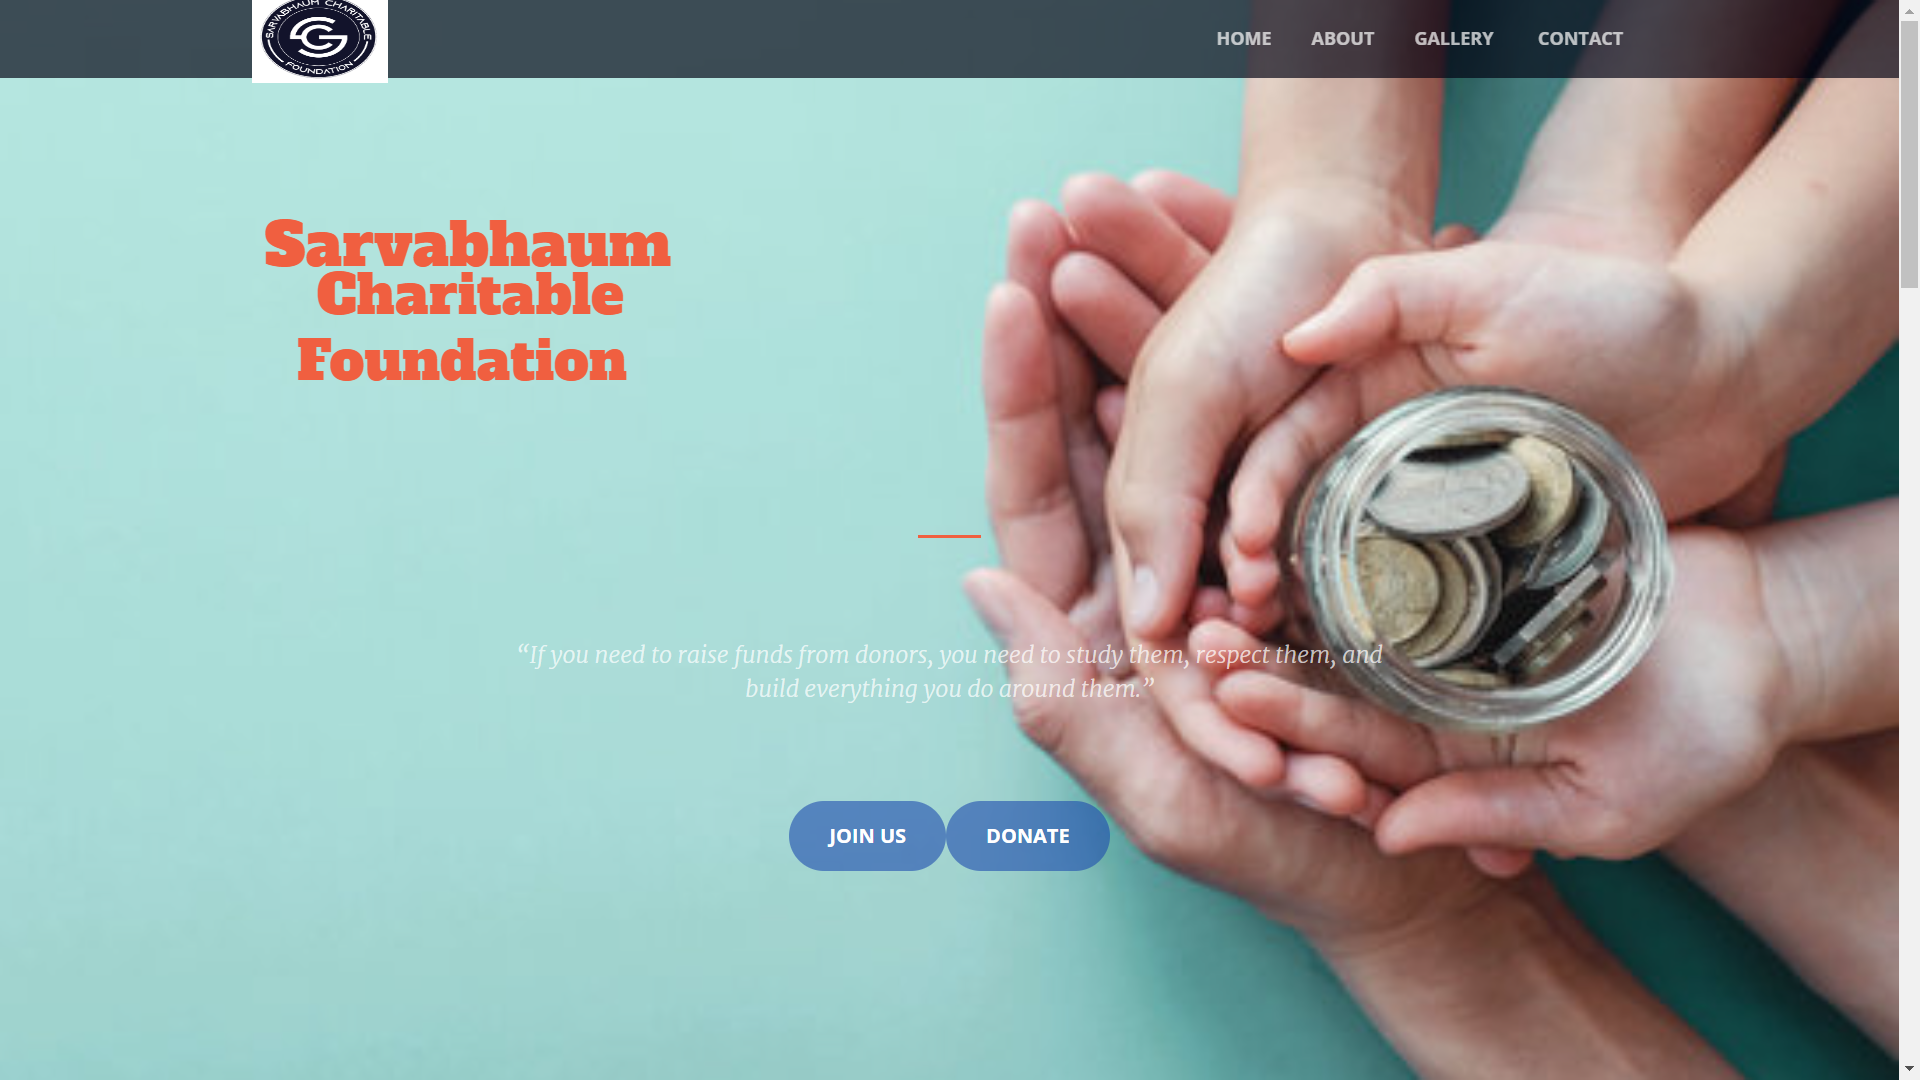 SARVABHAUM CHARITABLE
FOUNDATION
HOME ABOUT GALLERY CONTACT
Sarvabhaum
Charitable
Foundation
“If you need to raise funds from donors, you need to study them, respect them, and
build everything you do around them.”
JOIN US DONATE